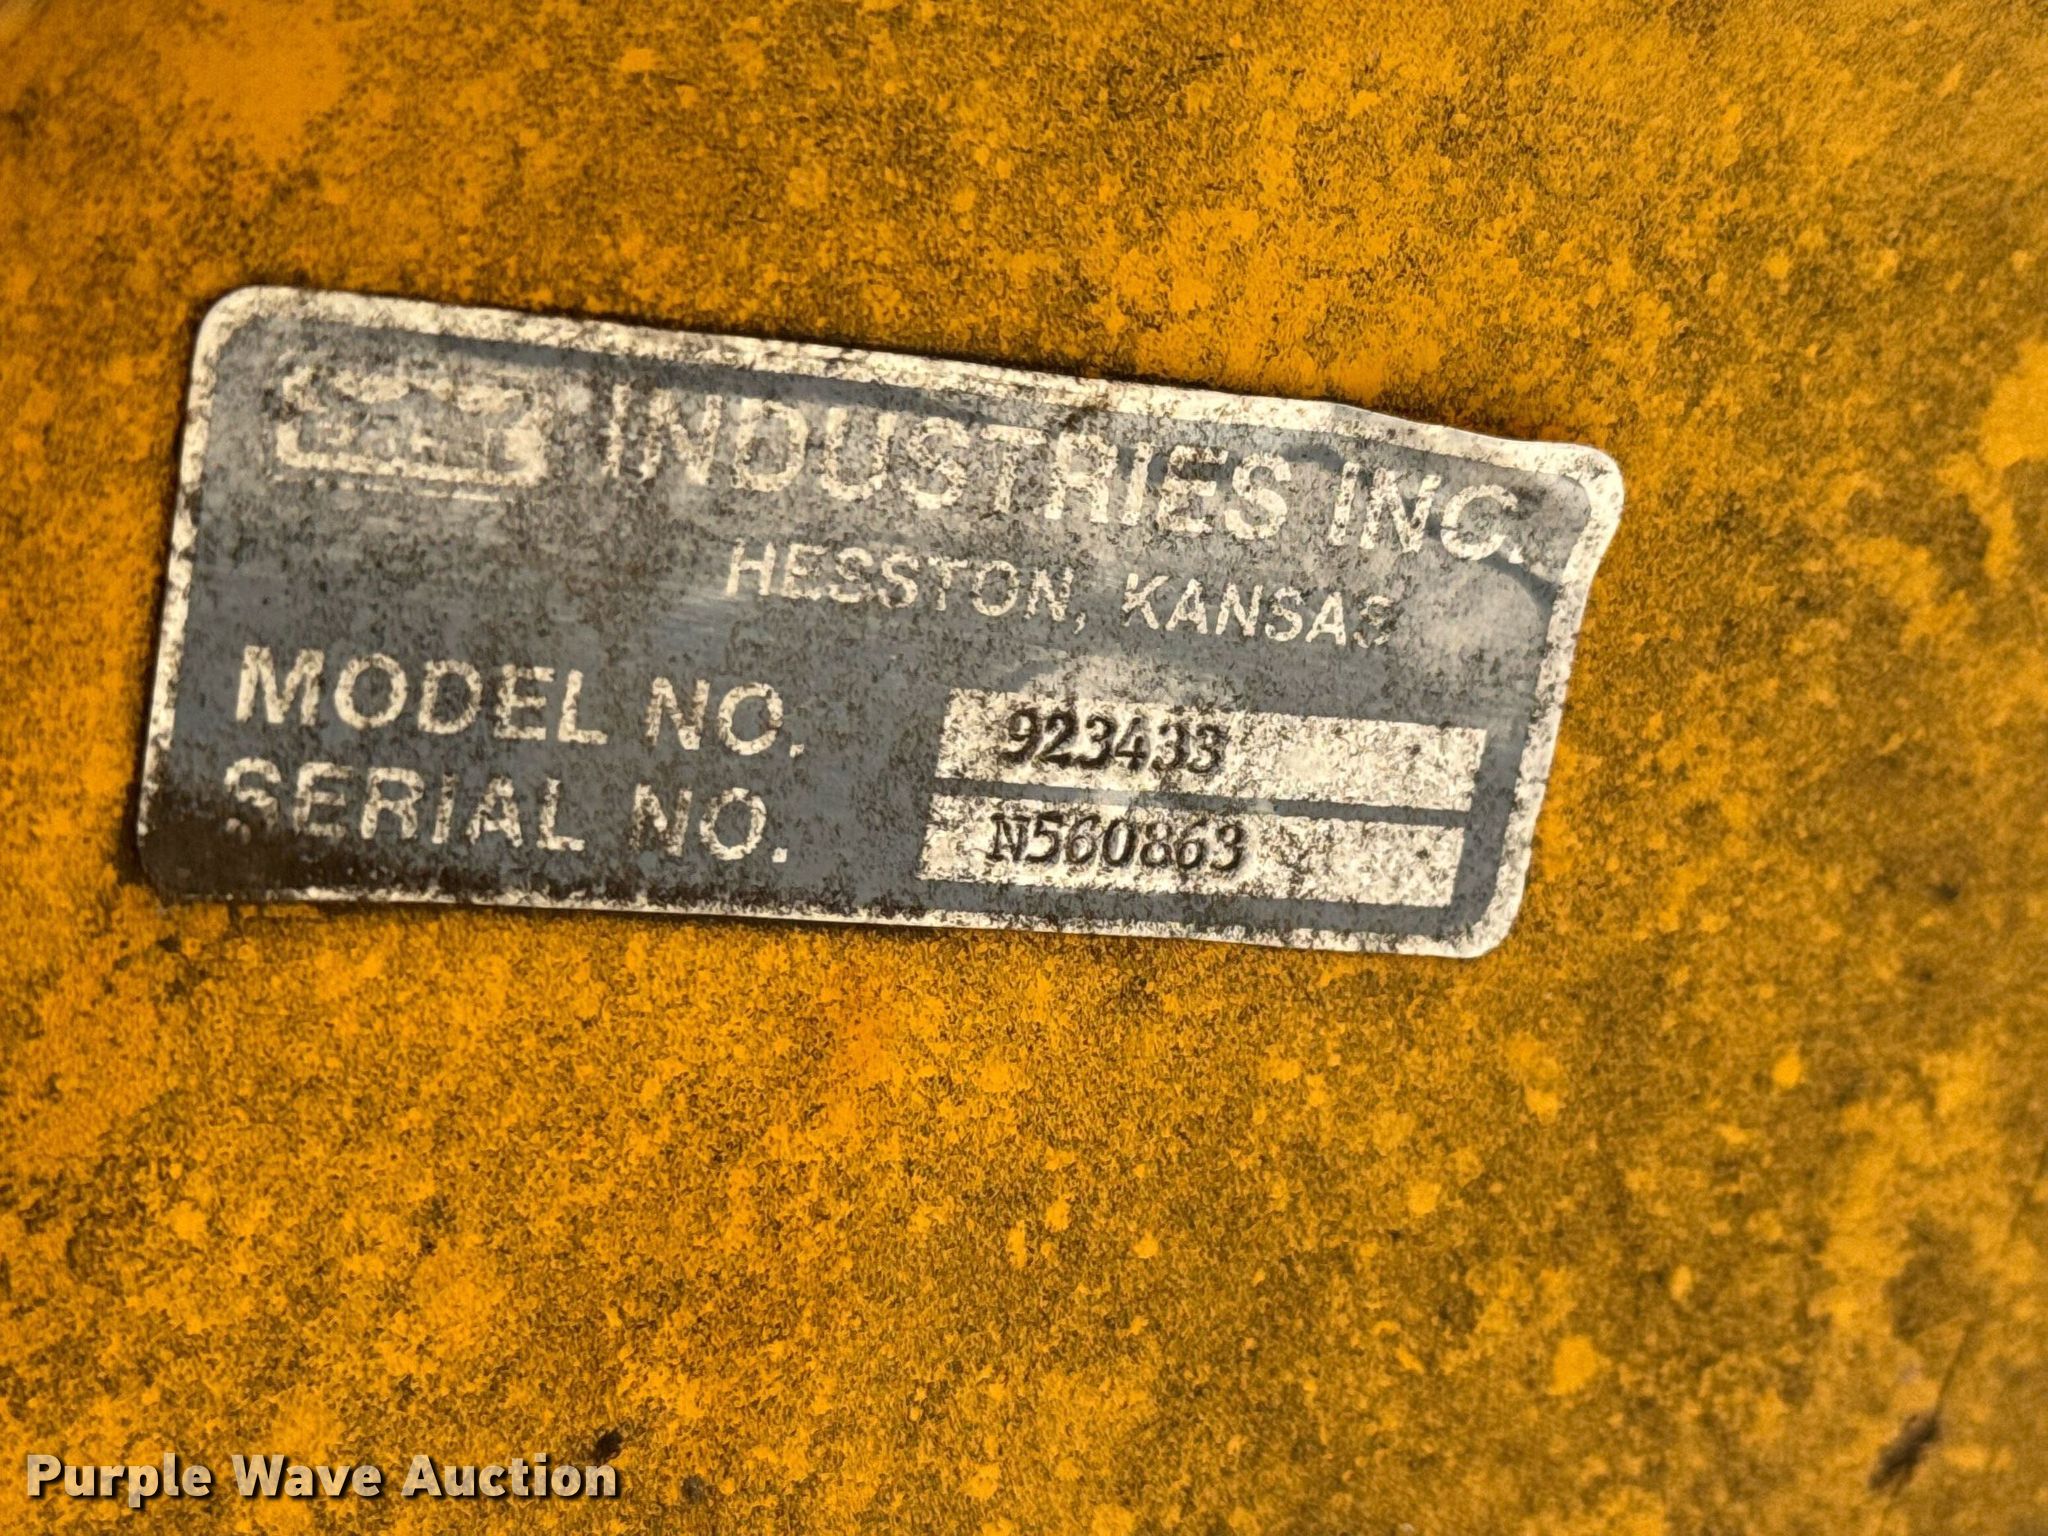 INDUSTRIES INC.
HESSTON, KANSAS
MODEL NO. 923433
SERIAL NO. N560863
Purple Wave Auction